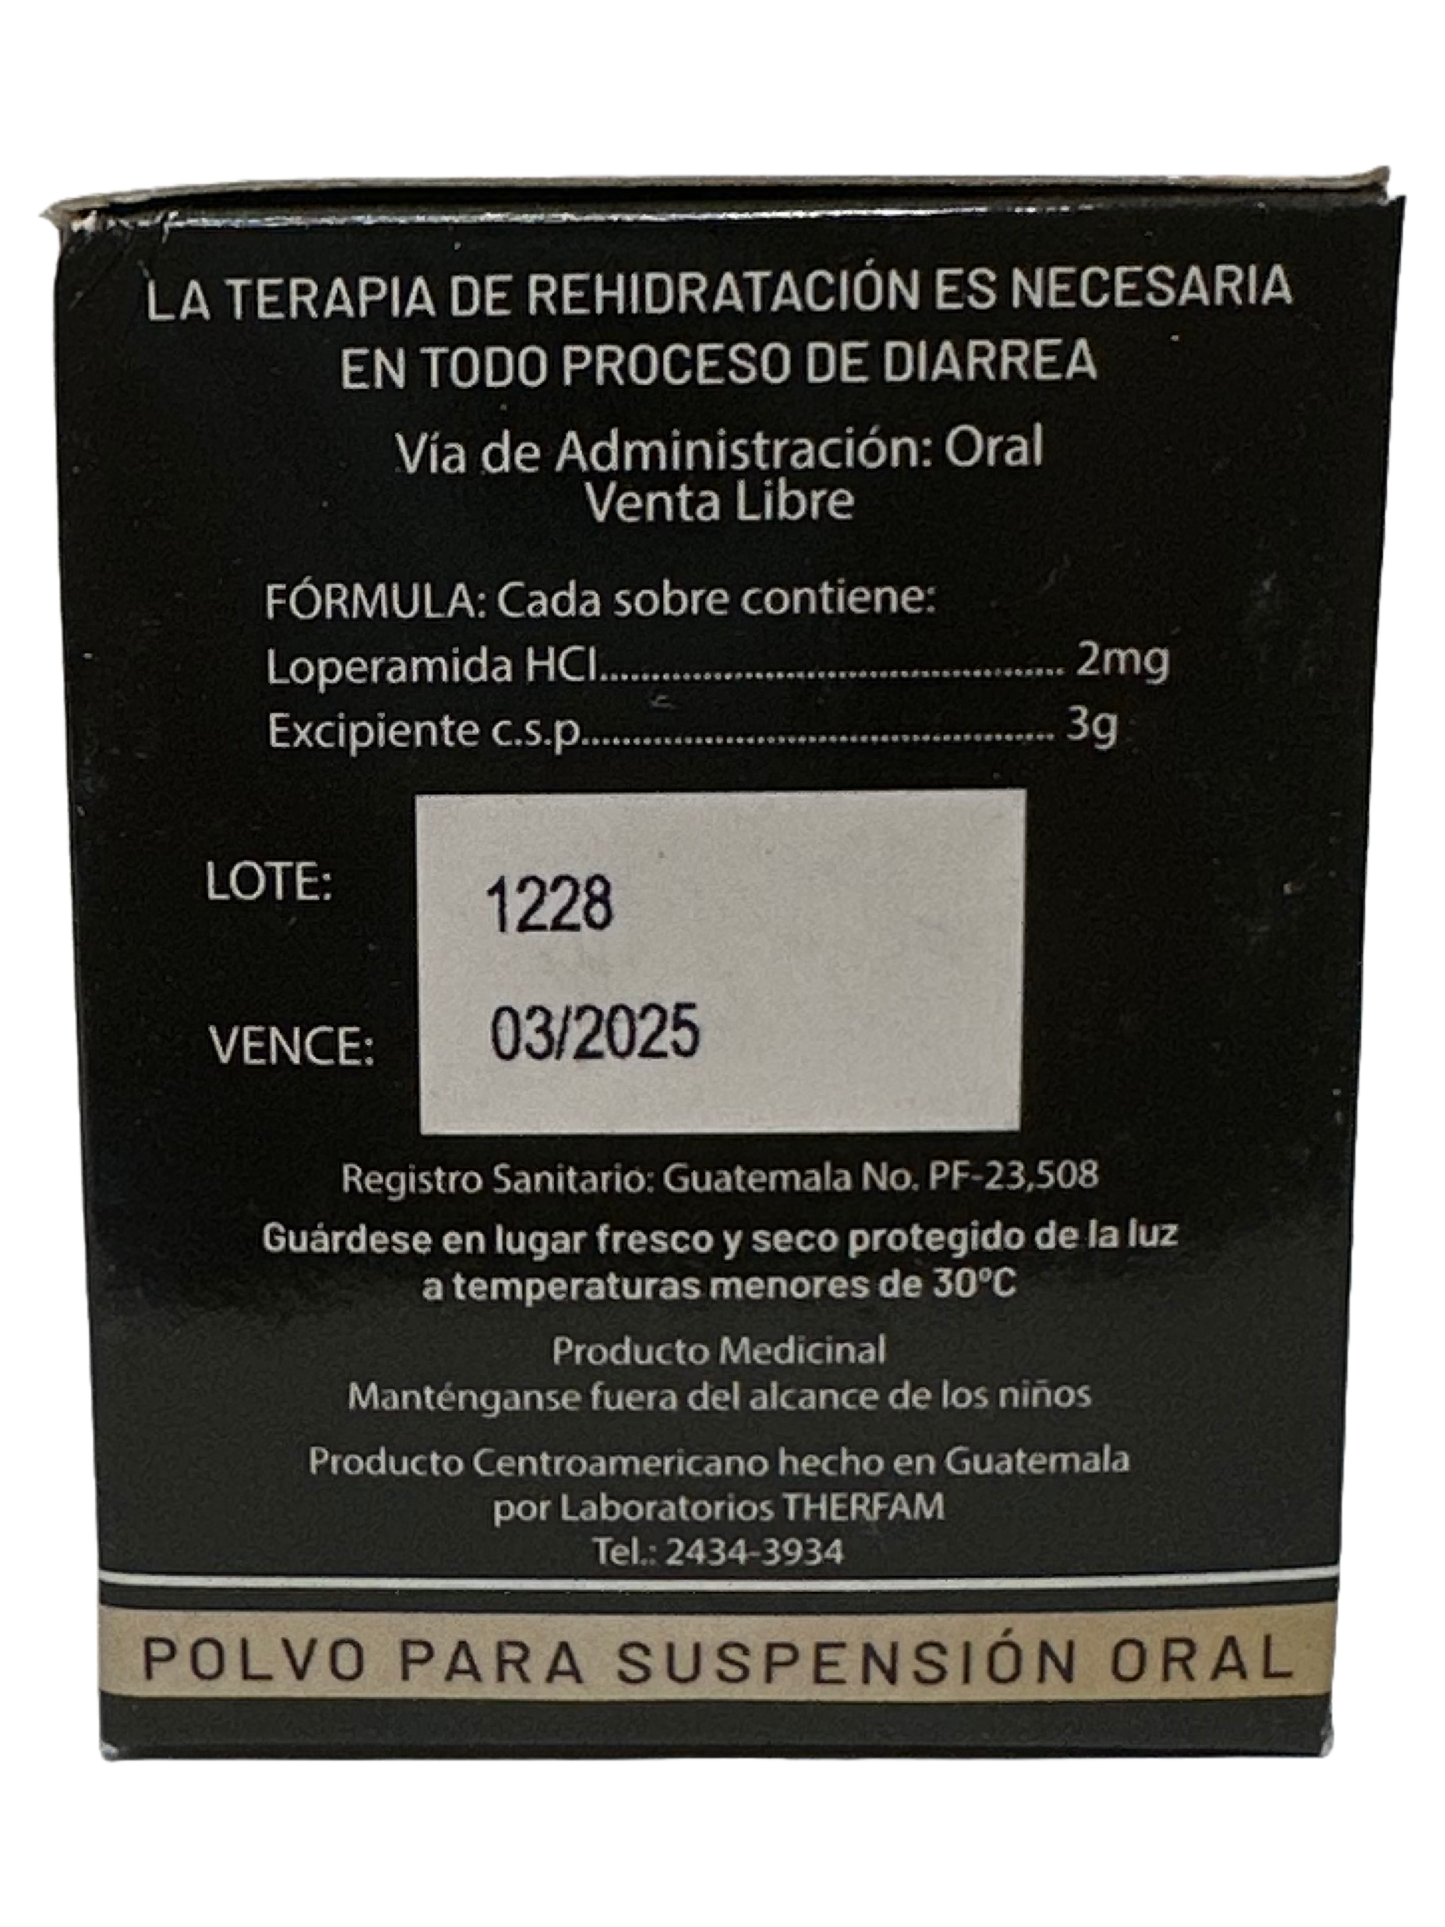 LA TERAPIA DE REHIDRATACIÓN ES NECESARIA
EN TODO PROCESO DE DIARREA
Vía de Administración: Oral
Venta Libre
FÓRMULA: Cada sobre contiene:
Loperamida HCl............................................. 2mg
Excipiente c.s.p............................................. 3g
LOTE: 1228
VENCE: 03/2025
Registro Sanitario: Guatemala No. PF-23,508
Guárdese en lugar fresco y seco protegido de la luz
a temperaturas menores de 30ºC
Producto Medicinal
Manténganse fuera del alcance de los niños
Producto Centroamericano hecho en Guatemala
por Laboratorios THERFAM
Tel.: 2434-3934
POLVO PARA SUSPENSIÓN ORAL